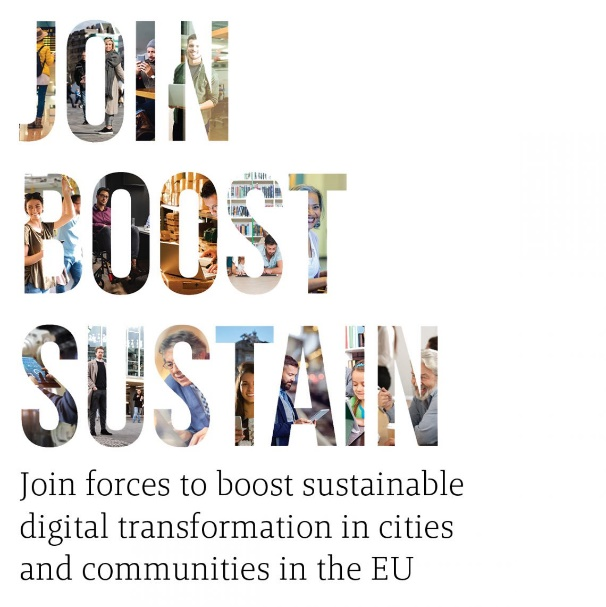 JOIN
BOOST
SUSTAIN
Join forces to boost sustainable
digital transformation in cities
and communities in the EU